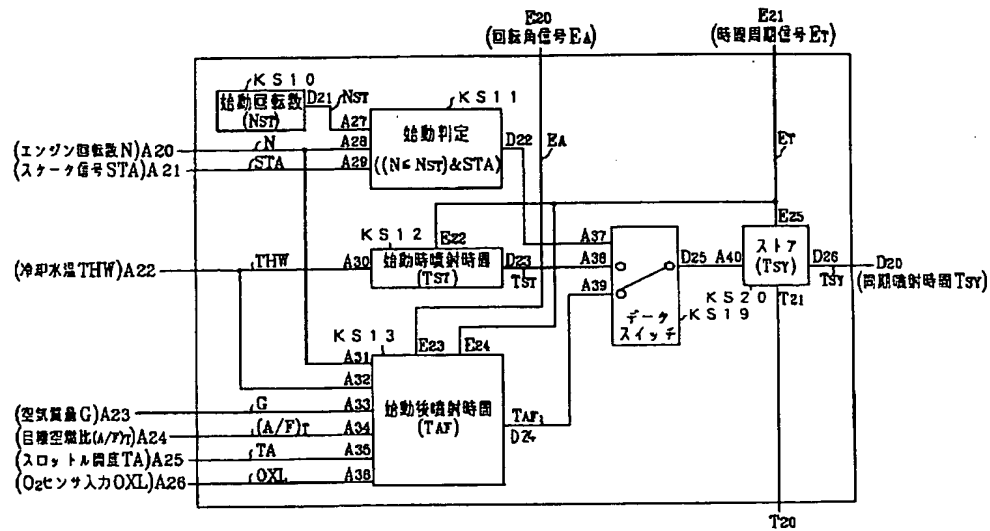 E20
(回転角信号EA)
E21
(時間周期信号ET)
KS10
始動回転数
(NST)
D21
NST
KS11
始動判定
((N≦NST)&STA)
A27
A28
A29
D22
EA
ET
(エンジン回転数N)A20
N
(スタータ信号STA)A21
STA
KS12
始動時噴射時間
(TST)
E22
A30
D23
TST
(冷却水温THW)A22
THW
A37
A38
A39
データ
スイッチ
KS19
D25
A40
E25
ストア
(TSY)
KS20
T21
D26
TSY
D20
(同期噴射時間TSY)
KS13
E23
E24
A31
A32
A33
A34
A35
A36
始動後噴射時間
(TAF)
TAF
D24
(空気質量G)A23
G
(目標空燃比(A/F)T)A24
(A/F)T
(スロットル開度TA)A25
TA
(O2センサ入力OXL)A26
OXL
T20